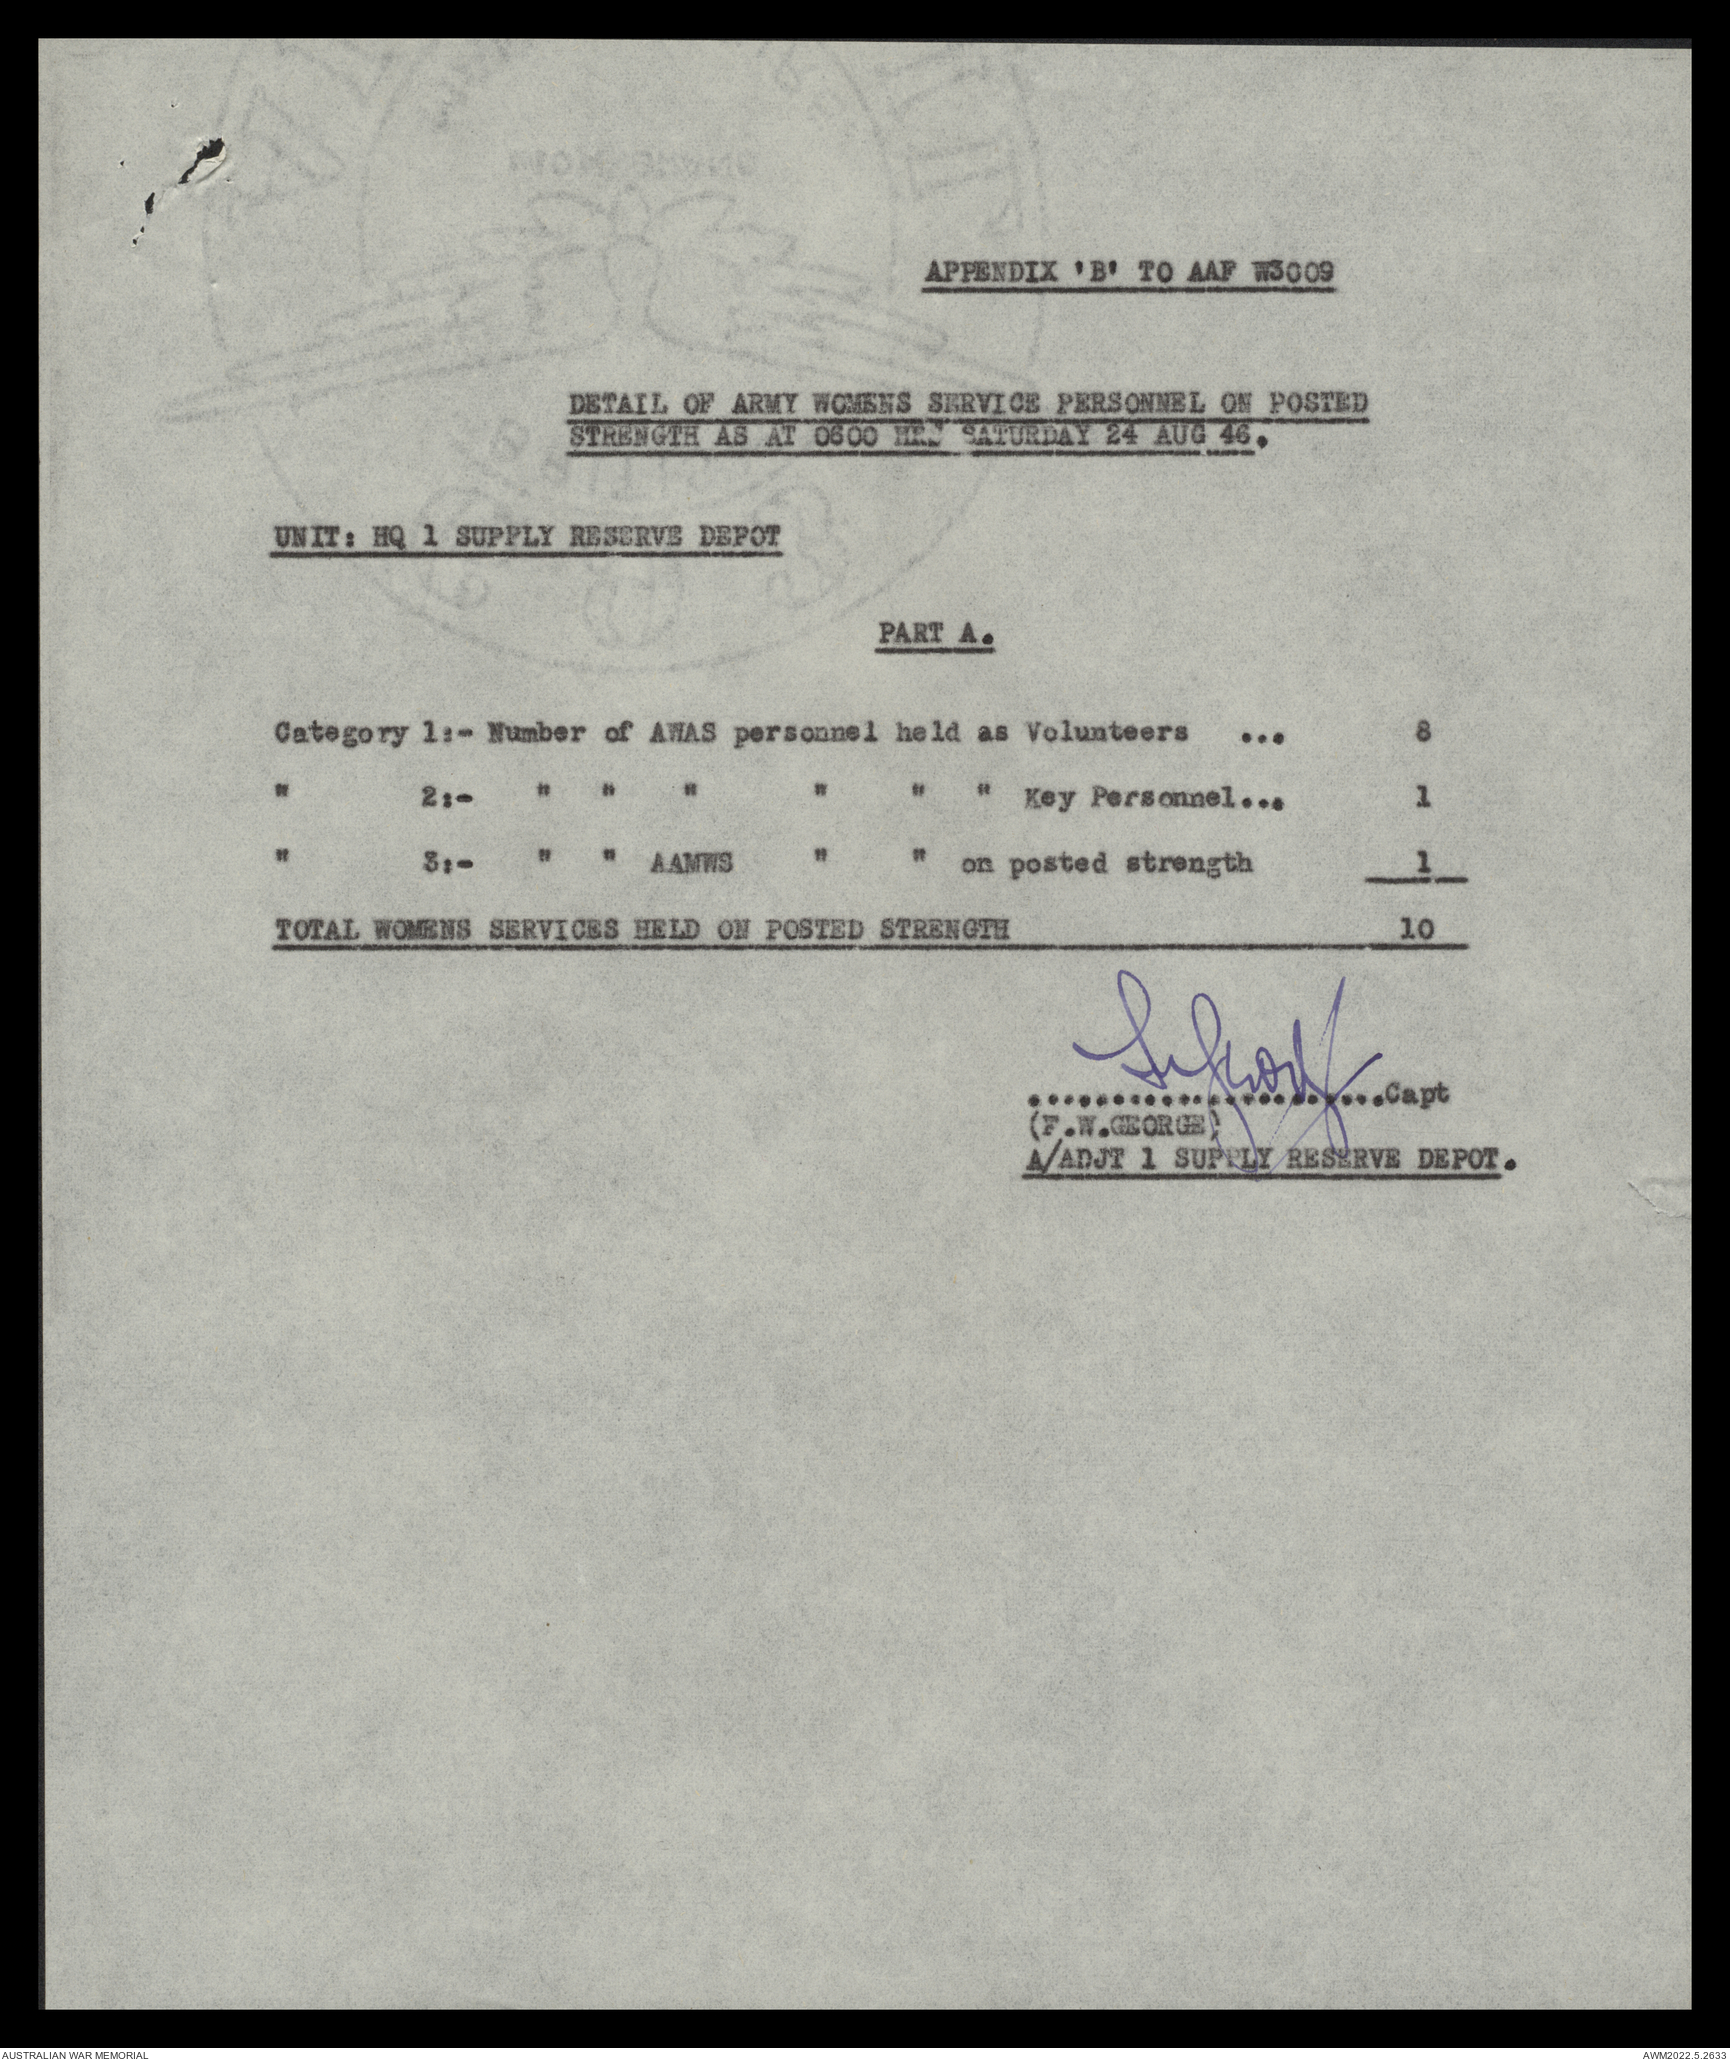 APPENDIX 'B' TO AAF W3009
DETAIL OF ARMY WOMENS SERVICE PERSONNEL ON POSTED
STRENGTH AS AT 0600 HRS SATURDAY 24 AUG 46.
UNIT: HQ 1 SUPPLY RESERVE DEPOT
PART A.
Category 1:- Number of AWAS personnel held as Volunteers ... 8
" 2:- " " " " " " Key Personnel... 1
" 3:- " " AAMWS " " on posted strength 1
TOTAL WOMENS SERVICES HELD ON POSTED STRENGTH 10
......................Capt
(F.W.GEORGE)
A/ADJT 1 SUPPLY RESERVE DEPOT.
AUSTRALIAN WAR MEMORIAL
AWM2022.5.2633